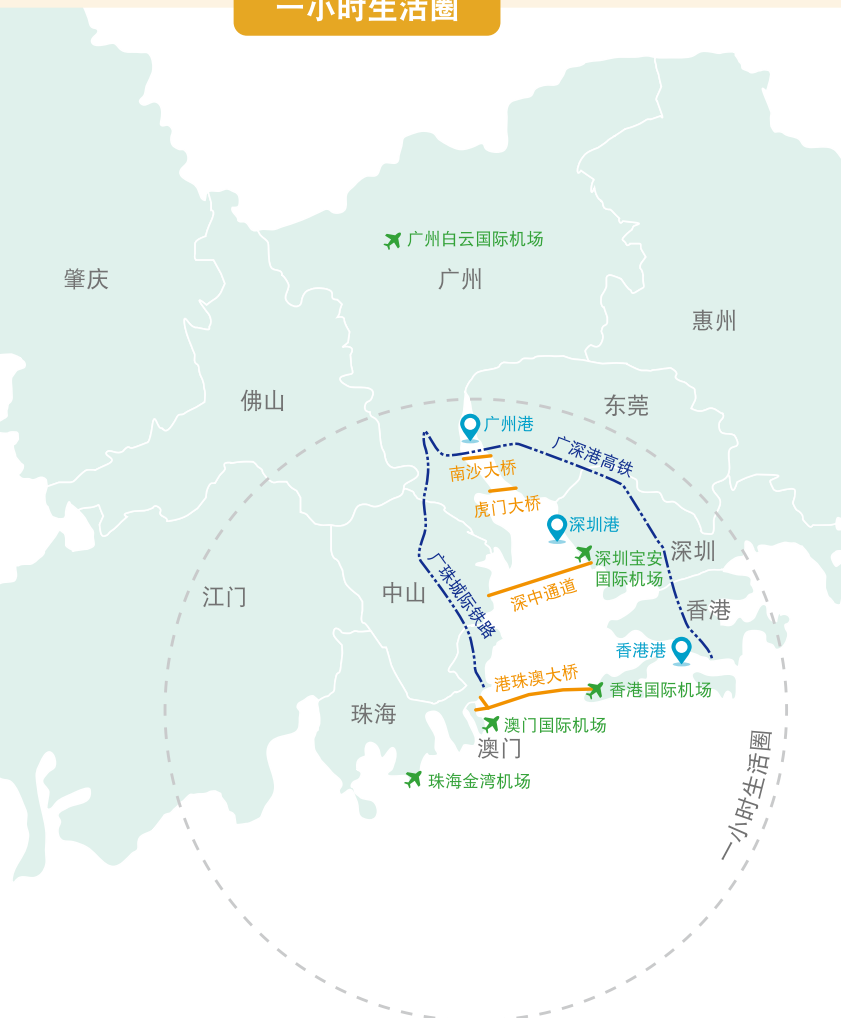 一小时生活圈
广州白云国际机场
肇庆
广州
惠州
佛山
东莞
广州港
广深港高铁
南沙大桥
虎门大桥
深圳港
深圳
深圳宝安
国际机场
江门
中山
广珠城际铁路
深中通道
香港
香港港
港珠澳大桥
香港国际机场
珠海
澳门国际机场
澳门
珠海金湾机场
一小时生活圈